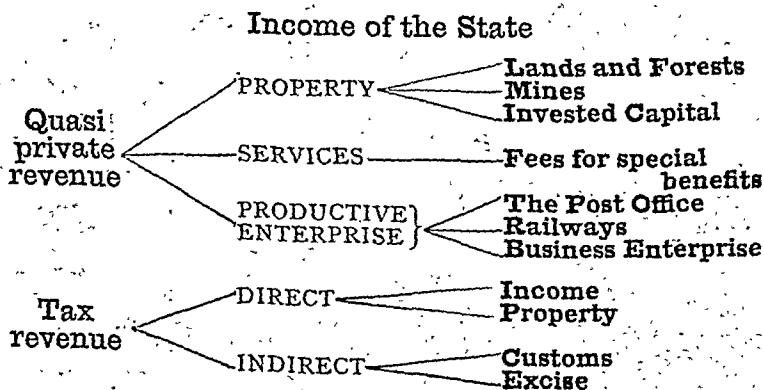 Income of the State
Quasi
private
revenue
PROPERTY
Lands and Forests
Mines
Invested Capital
SERVICES
Fees for special
benefits
PRODUCTIVE
ENTERPRISE
The Post Office
Railways
Business Enterprise
Tax
revenue
DIRECT
Income
Property
INDIRECT
Customs
Excise